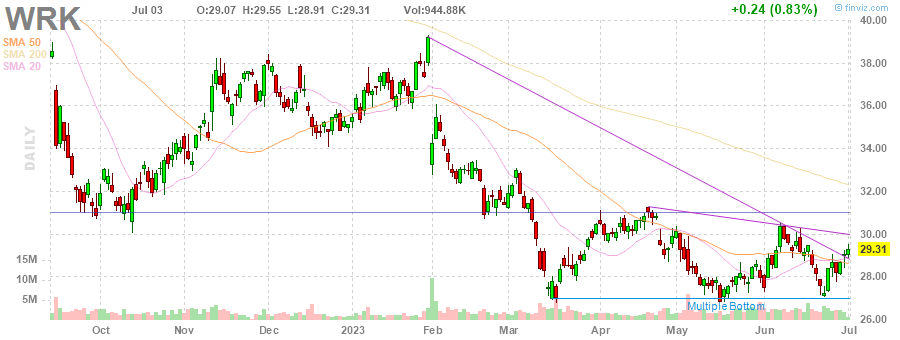 WRK Jul 03 O:29.07 H:29.55 L:28.91 C:29.31 Vol:944.88K +0.24 (0.83%) © finviz.com
SMA 50
SMA 200
SMA 20
DAILY
40.00
38.00
36.00
34.00
32.00
30.00
29.31
28.00
26.00
15M
10M
5M
Multiple Bottom
Oct Nov Dec 2023 Feb Mar Apr May Jun Jul